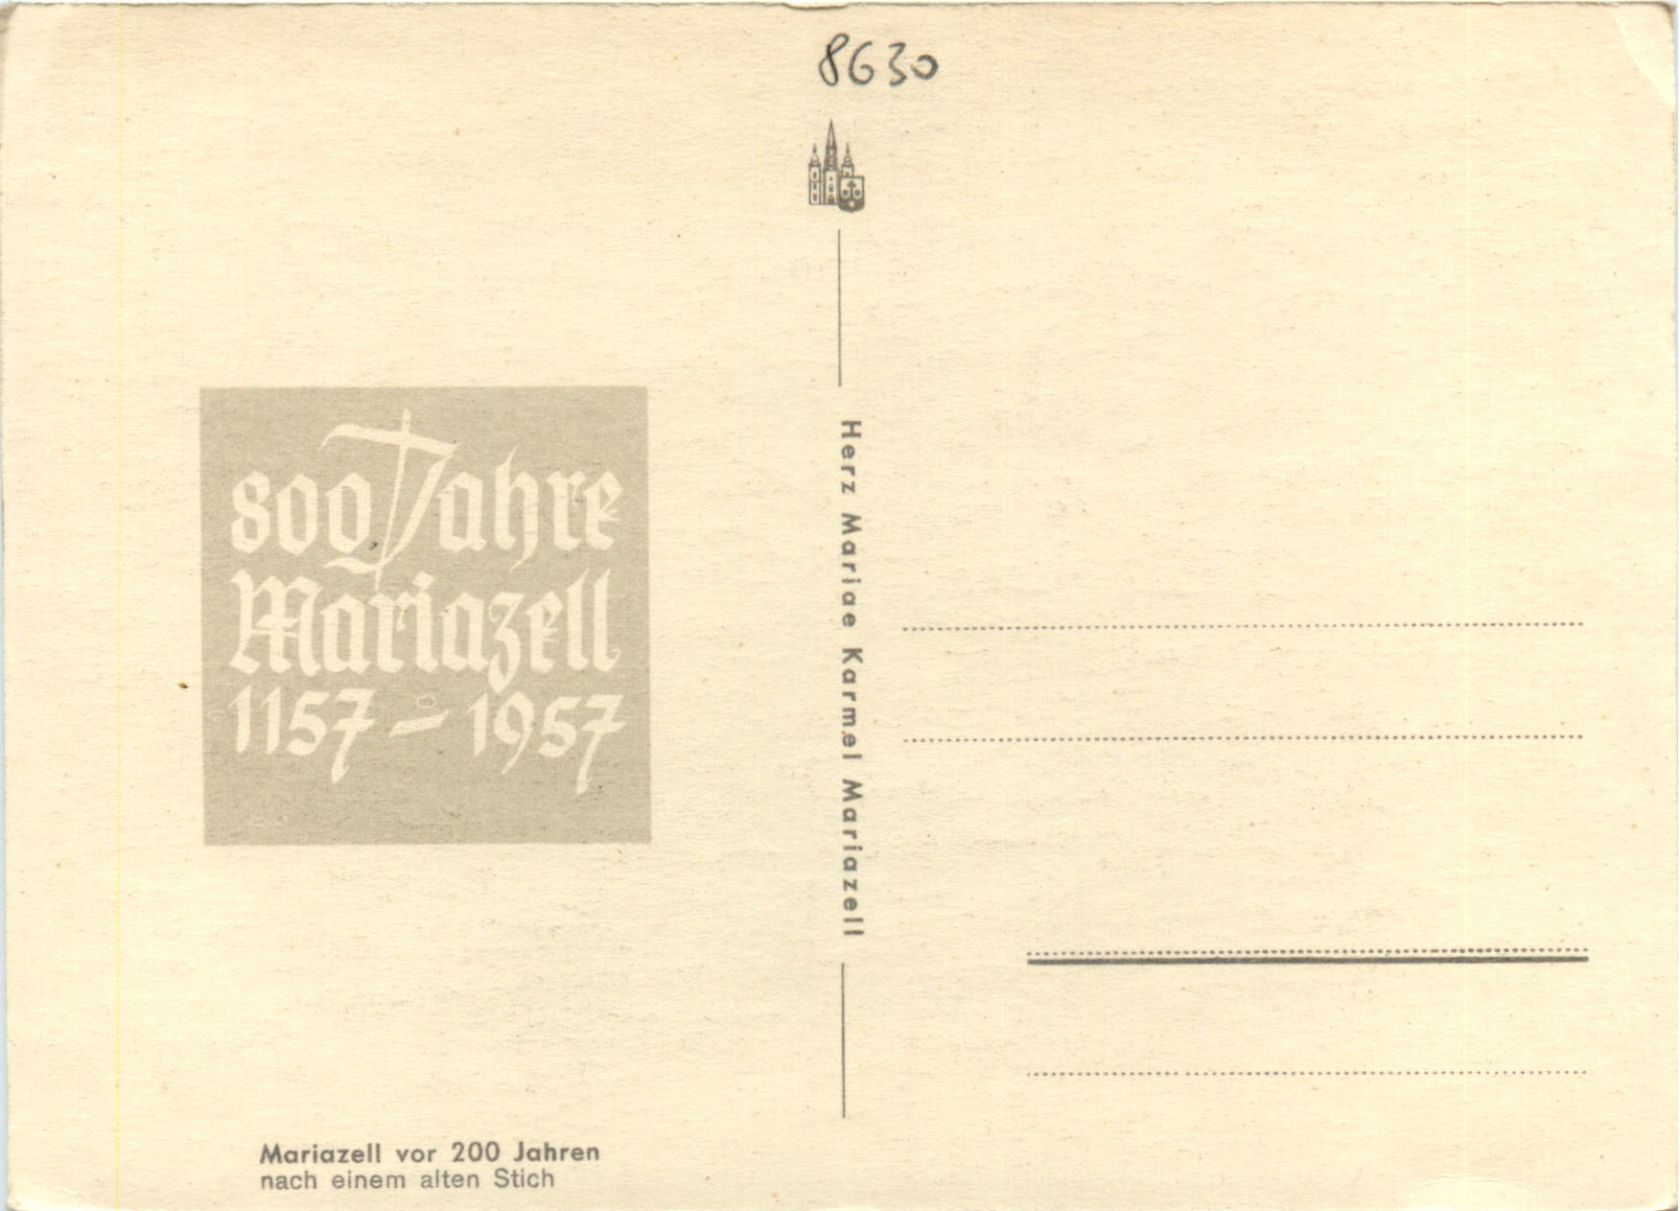 8630
800 Jahre
Mariazell
1157 – 1957
Herz Mariae Karmel Mariazell
Mariazell vor 200 Jahren
nach einem alten Stich